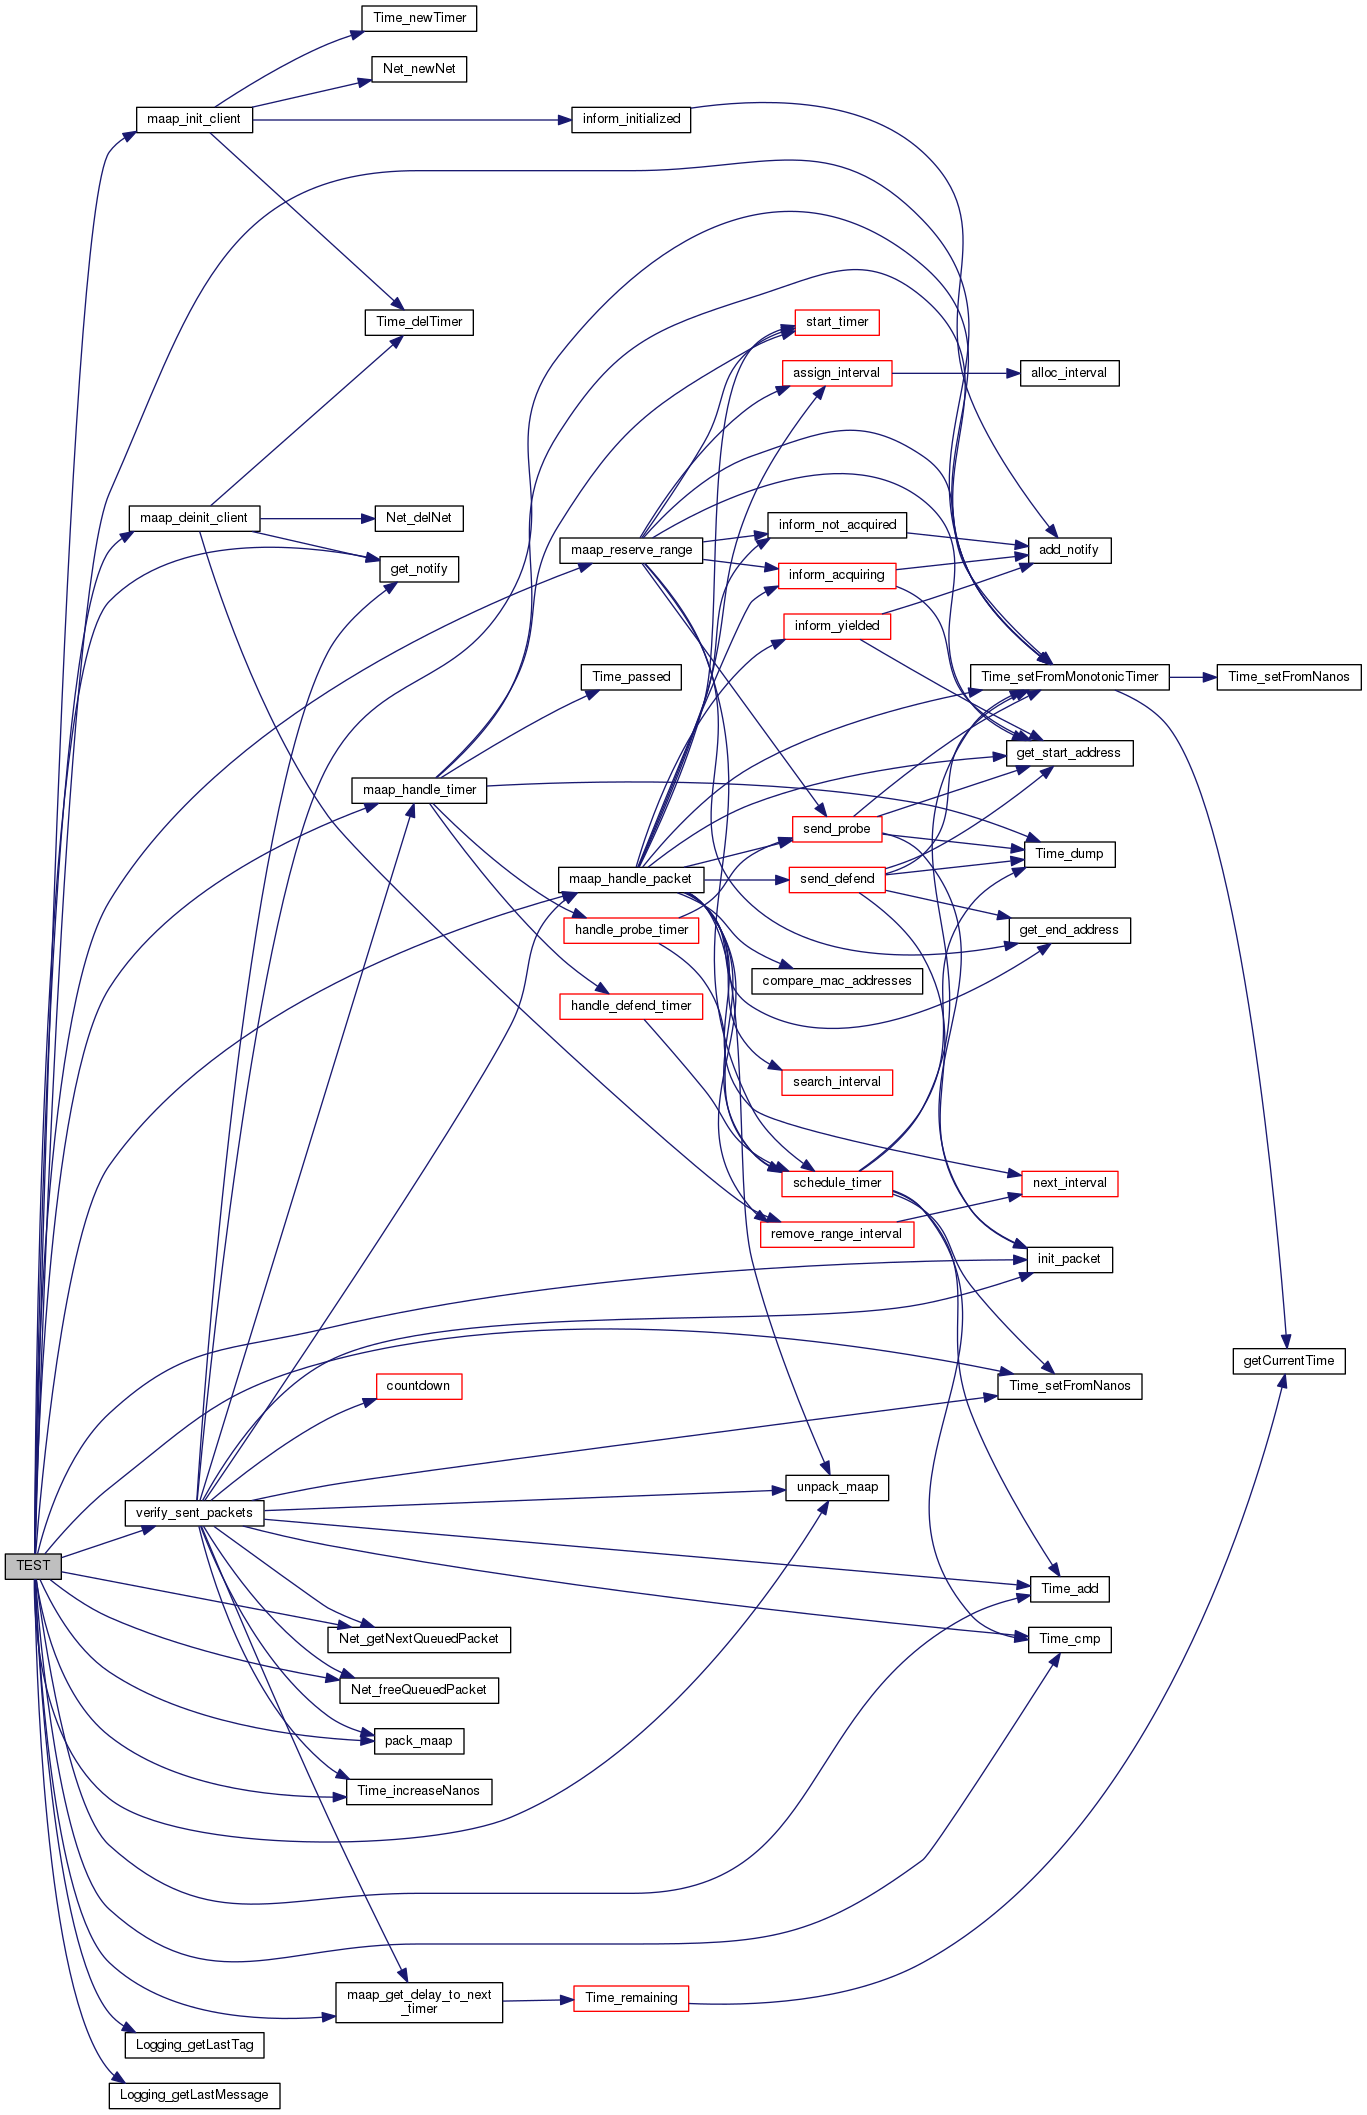 Time_newTimer
Net_newNet
maap_init_client
inform_initialized
Time_delTimer
start_timer
assign_interval
alloc_interval
maap_deinit_client
Net_delNet
inform_not_acquired
maap_reserve_range
add_notify
get_notify
inform_acquiring
inform_yielded
Time_passed
Time_setFromMonotonicTimer
Time_setFromNanos
get_start_address
maap_handle_timer
send_probe
Time_dump
maap_handle_packet
send_defend
handle_probe_timer
get_end_address
compare_mac_addresses
handle_defend_timer
search_interval
schedule_timer
next_interval
remove_range_interval
init_packet
getCurrentTime
countdown
Time_setFromNanos
unpack_maap
verify_sent_packets
TEST
Time_add
Net_getNextQueuedPacket
Time_cmp
Net_freeQueuedPacket
pack_maap
Time_increaseNanos
maap_get_delay_to_next
_timer
Time_remaining
Logging_getLastTag
Logging_getLastMessage